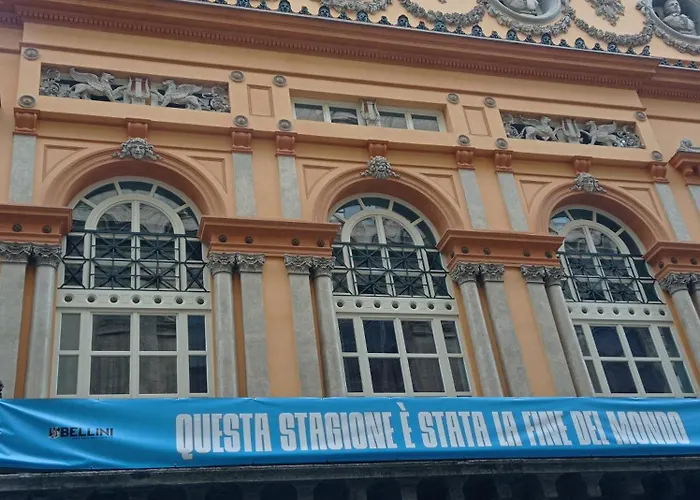 BELLINI
QUESTA STAGIONE È STATA LA FINE DEL MONDO